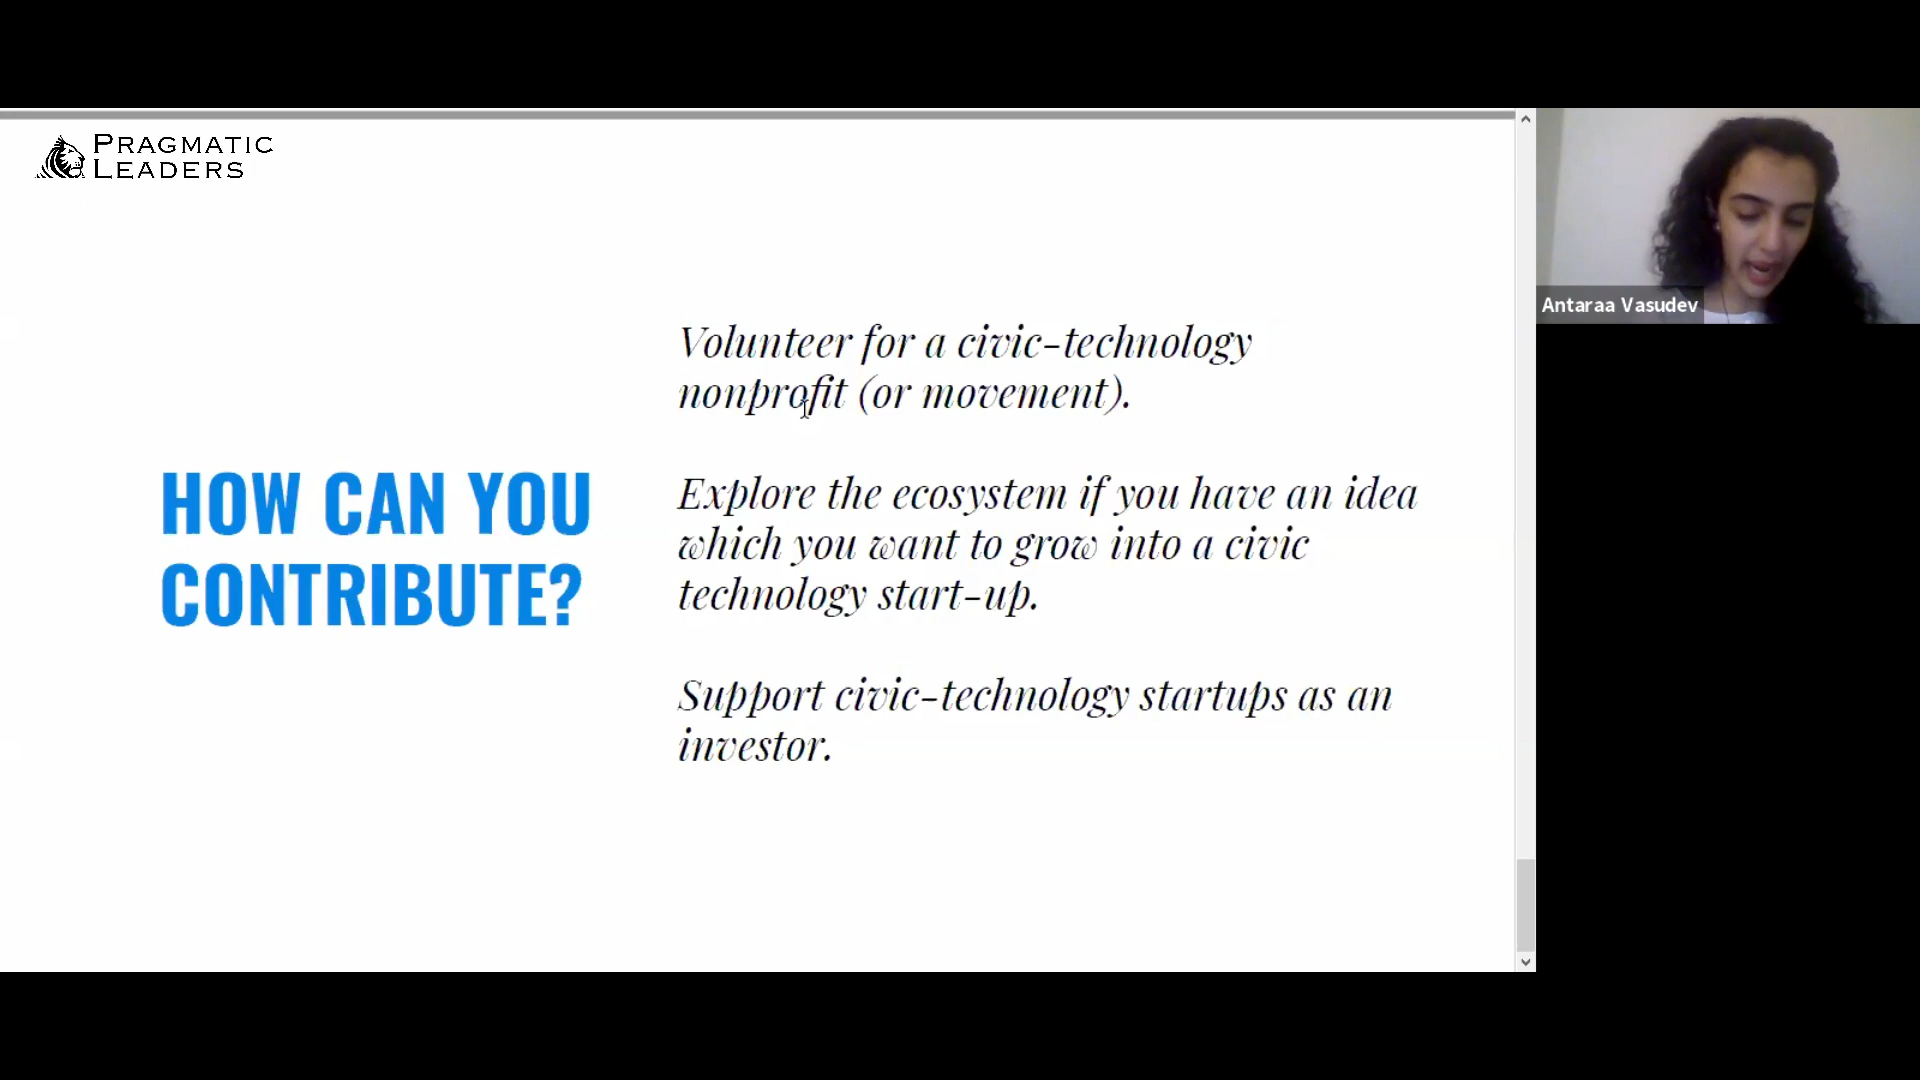 PRAGMATIC
LEADERS
Antaraa Vasudev
HOW CAN YOU
CONTRIBUTE?
Volunteer for a civic-technology
nonprofit (or movement).
Explore the ecosystem if you have an idea
which you want to grow into a civic
technology start-up.
Support civic-technology startups as an
investor.